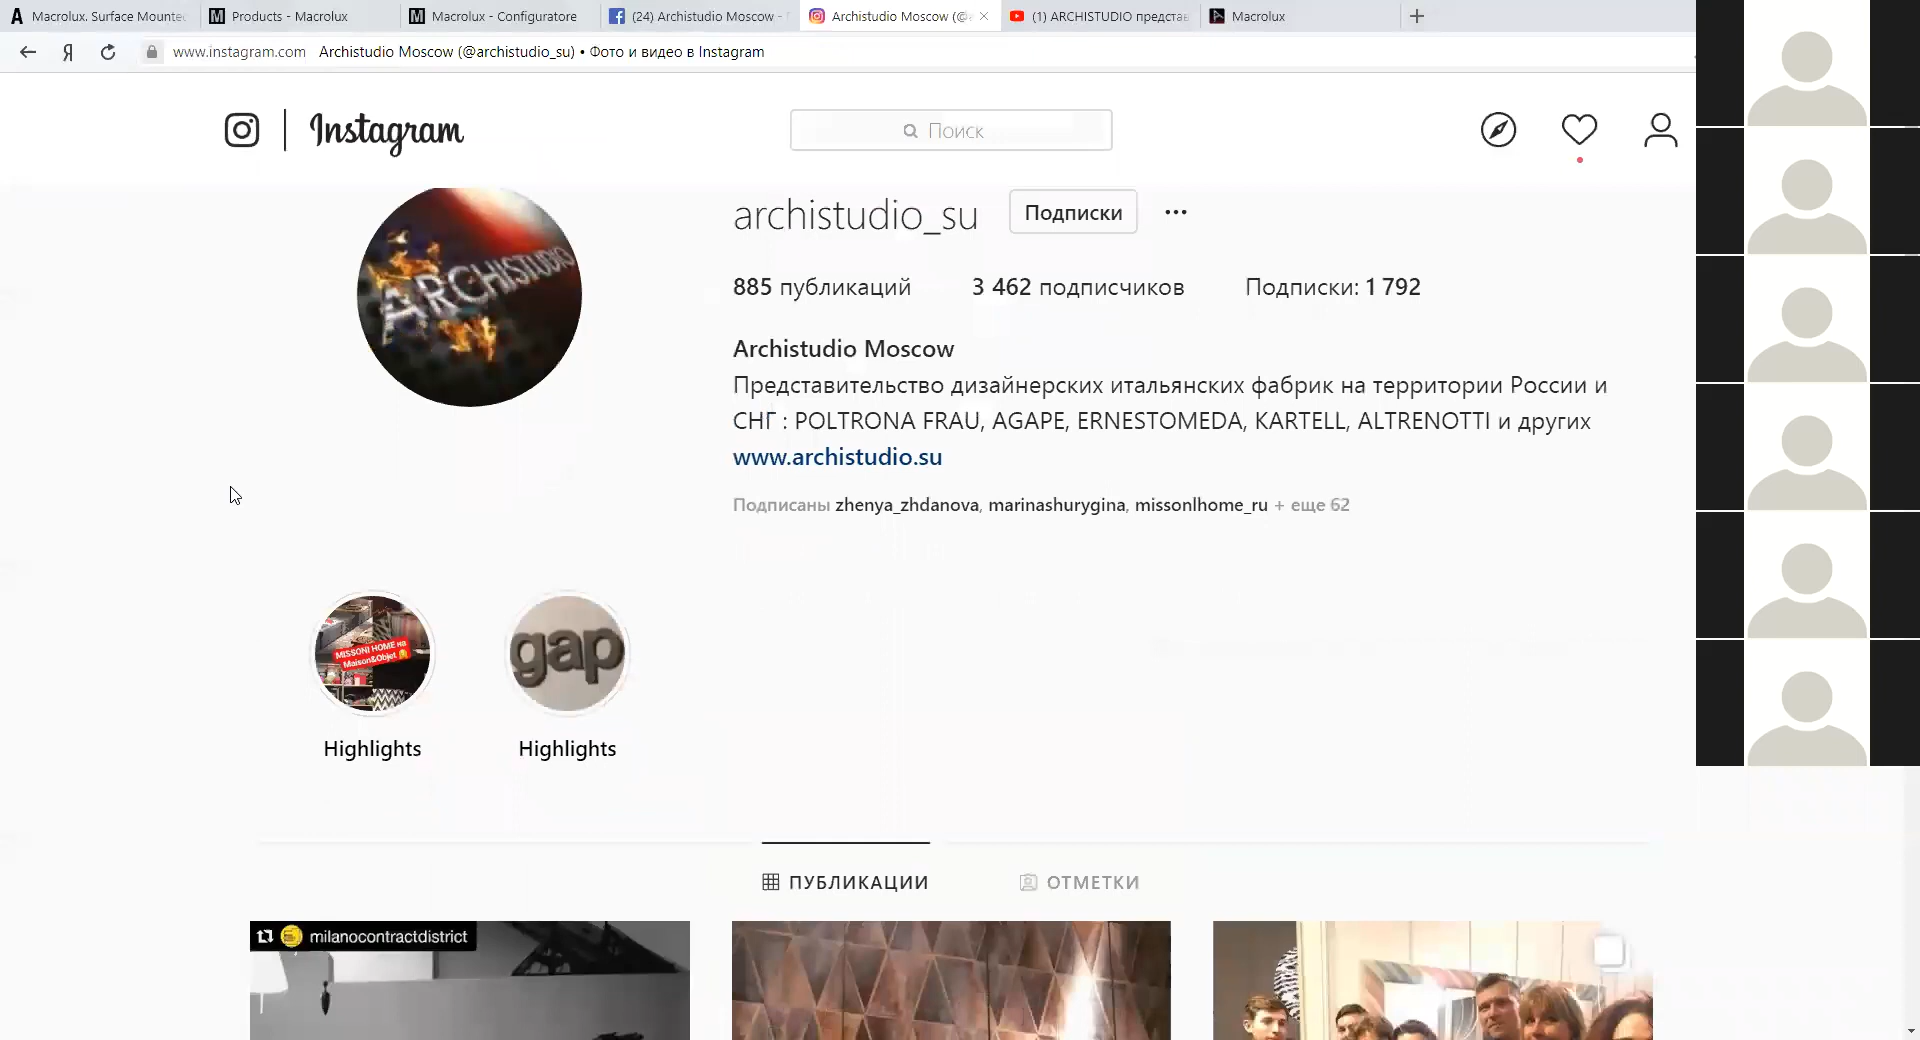 Macrolux. Surface Mounte
Products - Macrolux
Macrolux - Configuratore
(24) Archistudio Moscow -
Archistudio Moscow (@
(1) ARCHISTUDIO предста
Macrolux
www.instagram.com Archistudio Moscow (@archistudio_su) • Фото и видео в Instagram
Instagram
Поиск
archistudio_su
Подписки
885 публикаций
3 462 подписчиков
Подписки: 1 792
ARCHISTUDIO
Archistudio Moscow
Представительство дизайнерских итальянских фабрик на территории России и
СНГ : POLTRONA FRAU, AGAPE, ERNESTOMEDA, KARTELL, ALTRENOTTI и других
www.archistudio.su
Подписаны zhenya_zhdanova, marinashurygina, missonlhome_ru + еще 62
MISSONI HOME на
Maison&Objet
gap
Highlights
Highlights
ПУБЛИКАЦИИ
ОТМЕТКИ
milanocontractdistrict